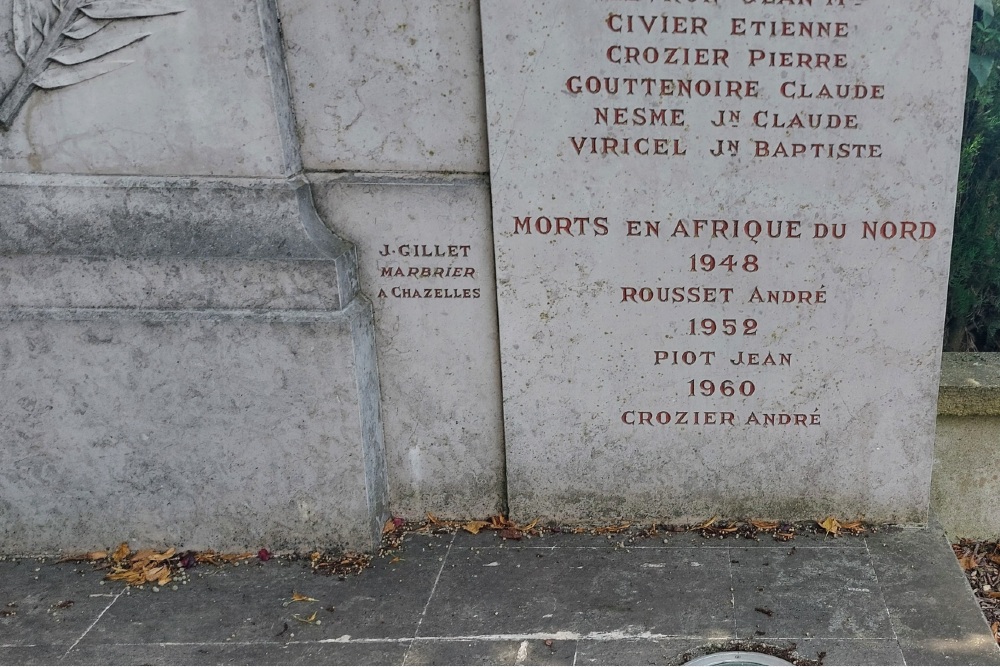 JEAN
CIVIER ETIENNE
CROZIER PIERRE
GOUTTENOIRE CLAUDE
NESME JN CLAUDE
VIRICEL JN BAPTISTE
MORTS EN AFRIQUE DU NORD
1948
ROUSSET ANDRÉ
1952
PIOT JEAN
1960
CROZIER ANDRÉ
J. GILLET
MARBRIER
A CHAZELLES